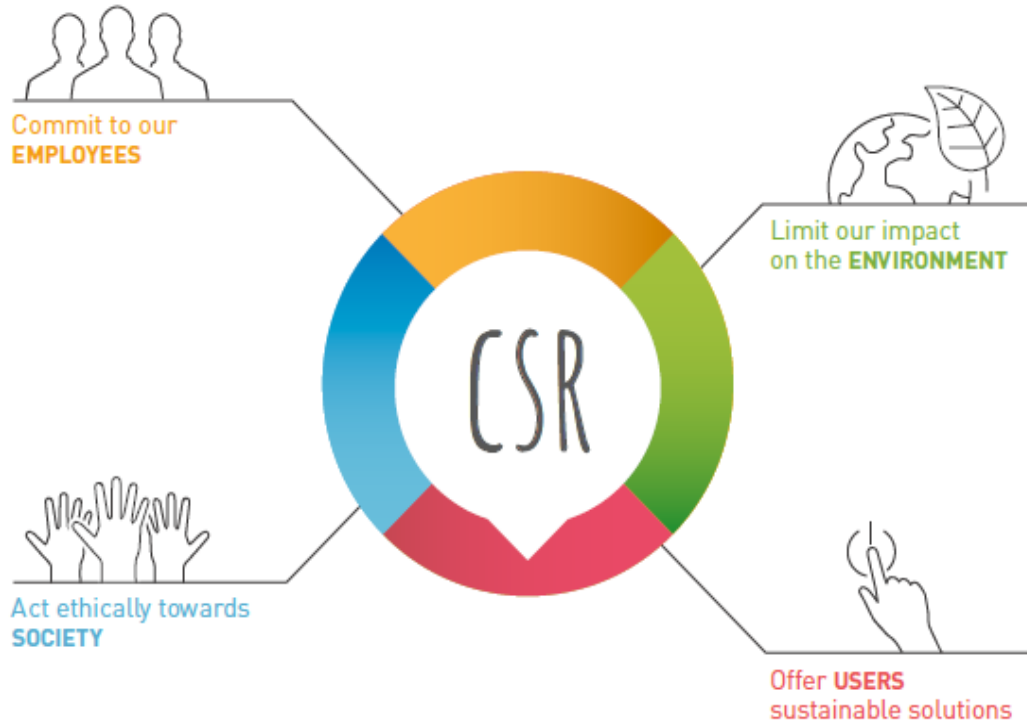 Commit to our
EMPLOYEES
Limit our impact
on the ENVIRONMENT
CSR
Act ethically towards
SOCIETY
Offer USERS
sustainable solutions